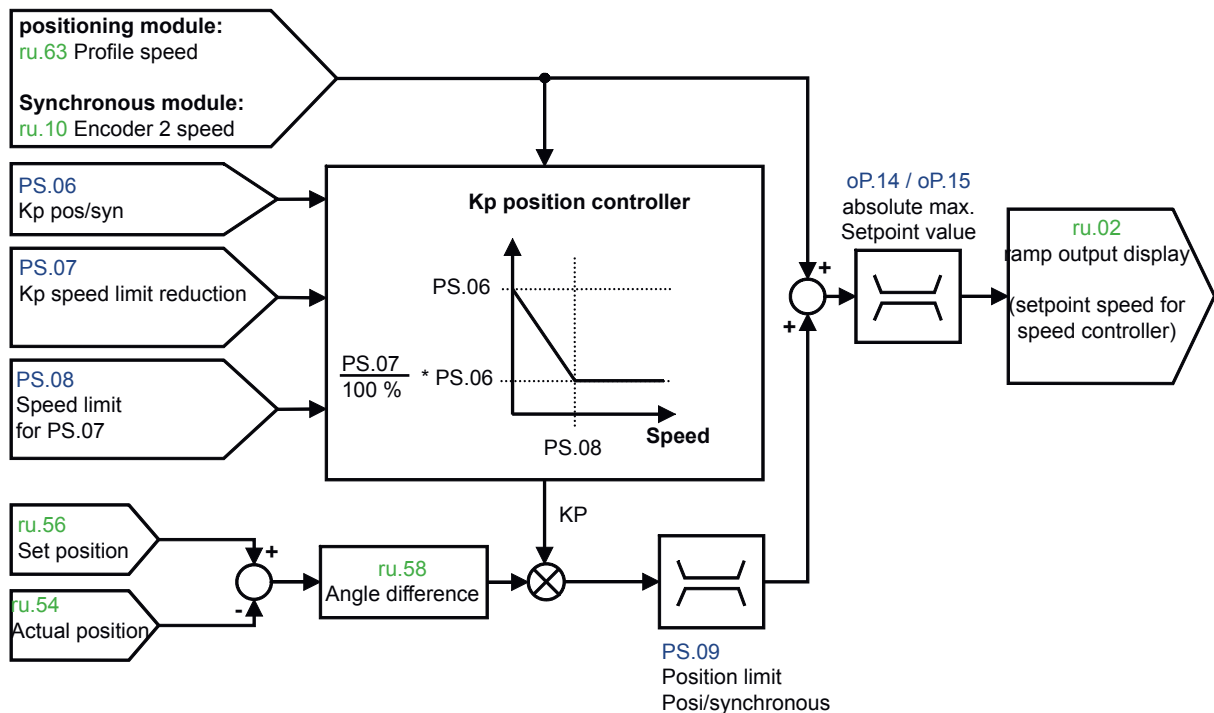 positioning module:
ru.63 Profile speed
Synchronous module:
ru.10 Encoder 2 speed
PS.06
Kp pos/syn
PS.07
Kp speed limit reduction
PS.08
Speed limit
for PS.07
Kp position controller
PS.06
PS.07
100 %
* PS.06
Speed
PS.08
KP
oP.14 / oP.15
absolute max.
Setpoint value
+
+
ru.02
ramp output display
(setpoint speed for
speed controller)
ru.56
Set position
+
ru.54
Actual position
-
ru.58
Angle difference
PS.09
Position limit
Posi/synchronous